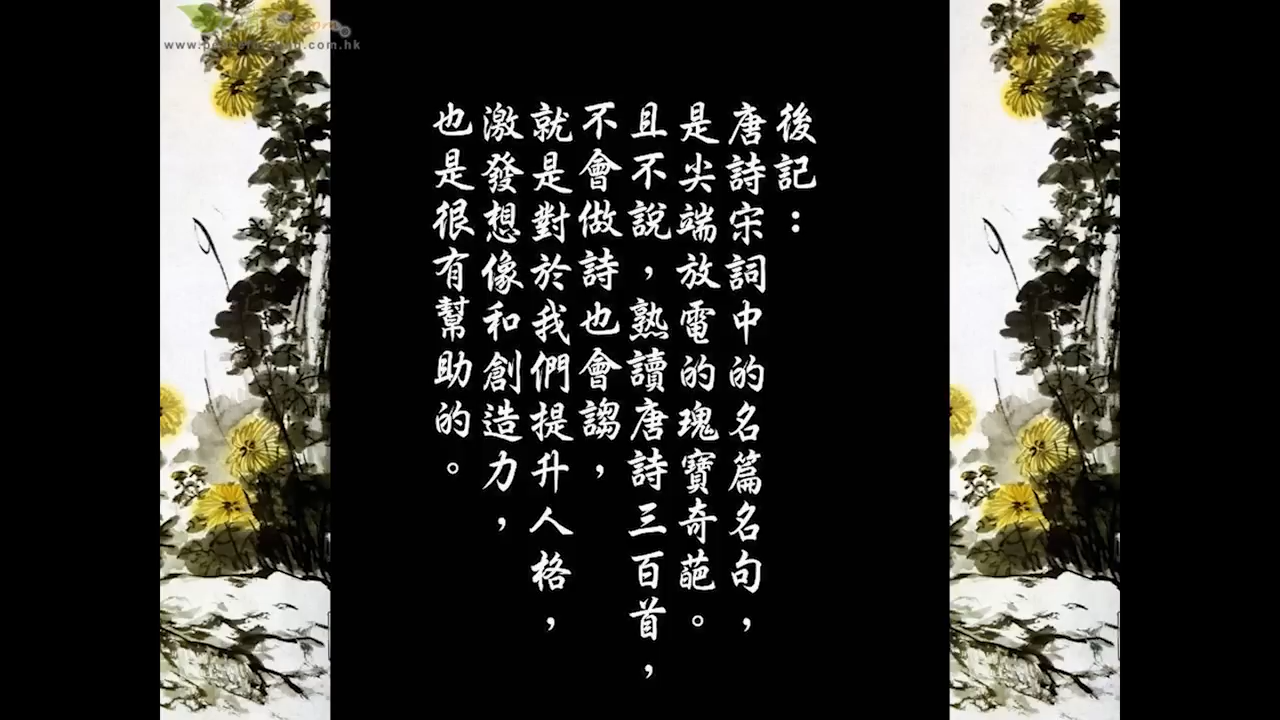 後記：
唐詩宋詞中的名篇名句，
是尖端放電的瑰寶奇葩。
且不說，熟讀唐詩三百首，
不會做詩也會謅，
就是對於我們提升人格，
激發想像和創造力，
也是很有幫助的。